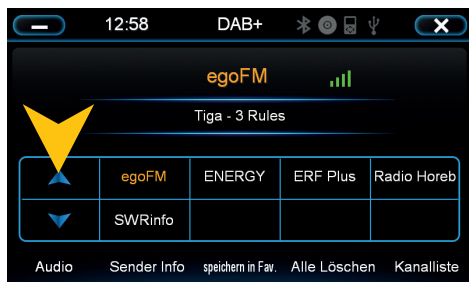 12:58 DAB+
egoFM
Tiga - 3 Rules
egoFM ENERGY ERF Plus Radio Horeb
SWRinfo
Audio Sender Info speichern in Fav. Alle Löschen Kanalliste